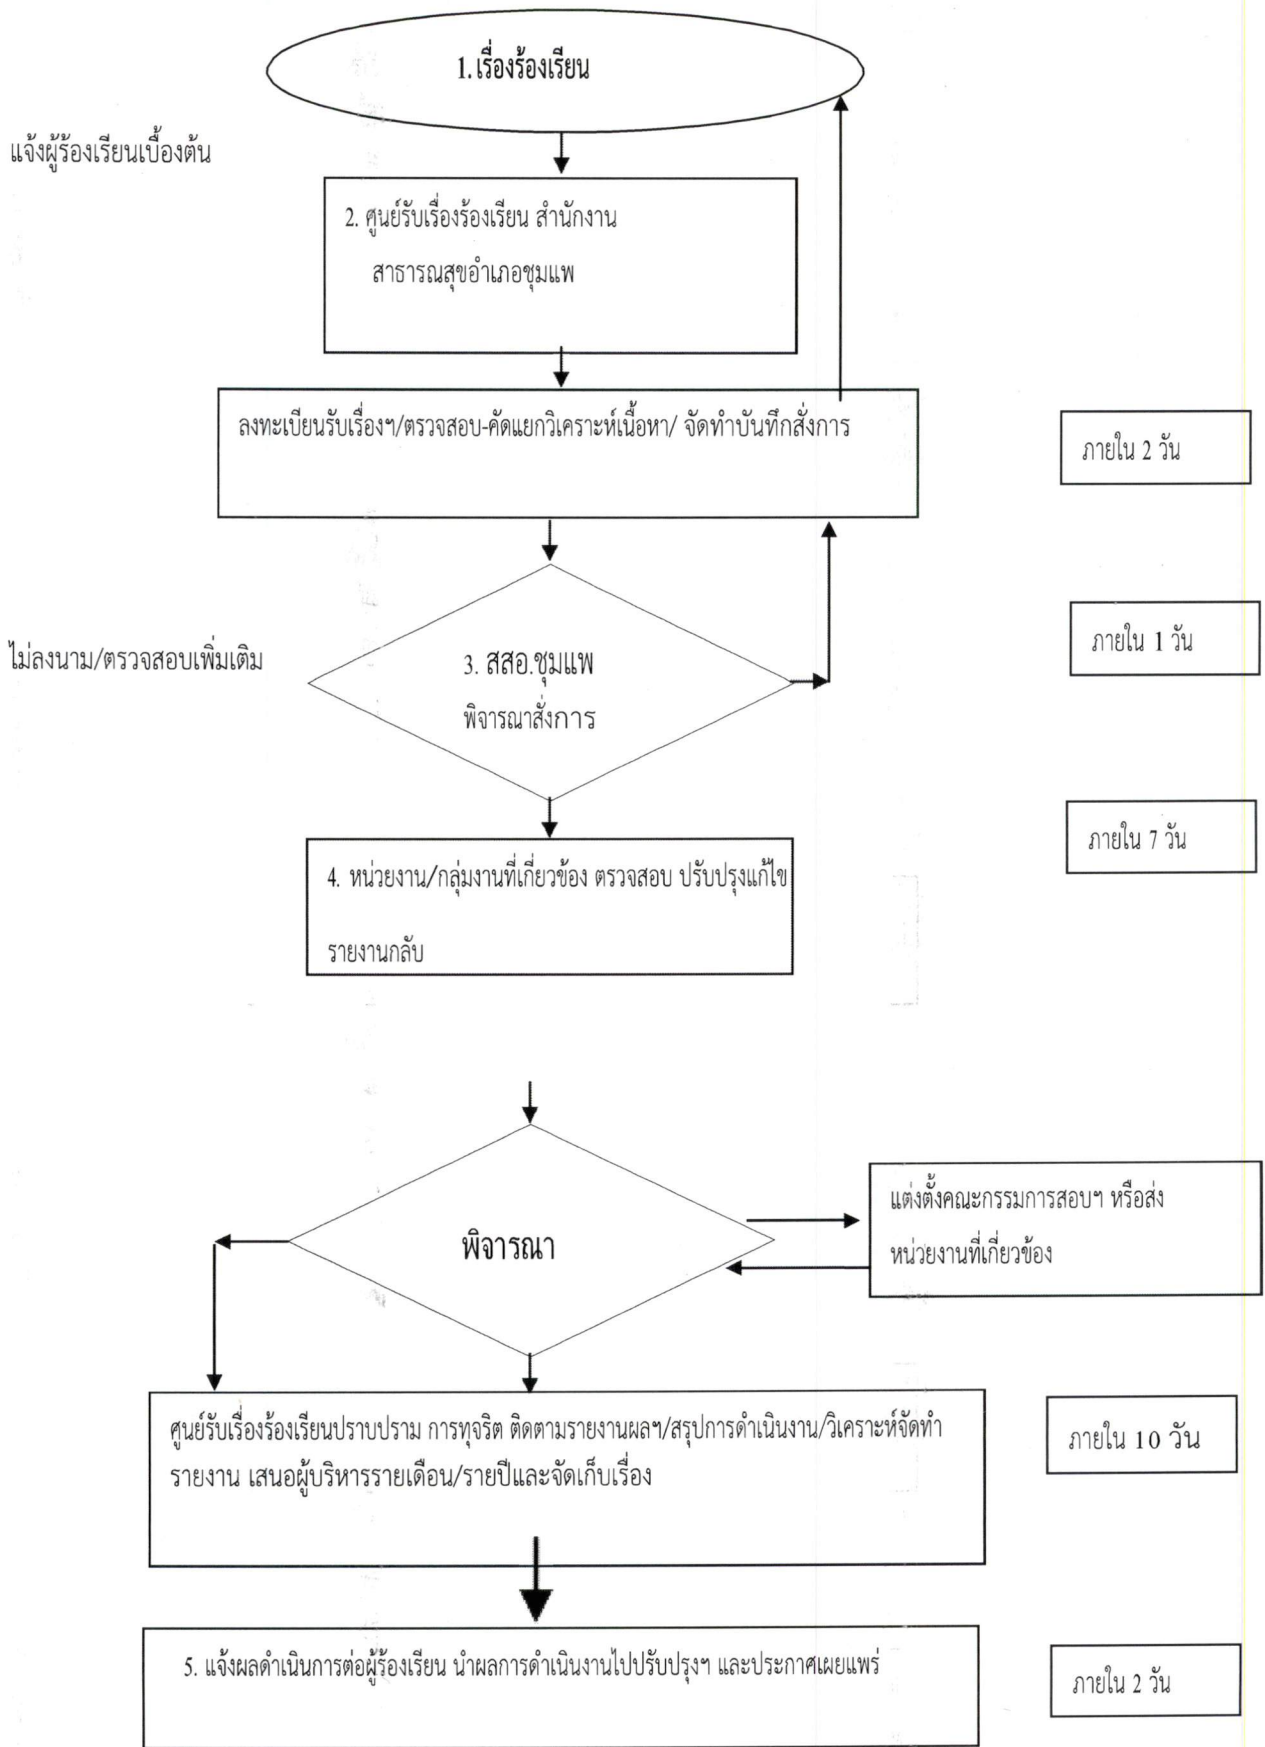 1. เรื่องร้องเรียน
แจ้งผู้ร้องเรียนเบื้องต้น
2. ศูนย์รับเรื่องร้องเรียน สำนักงาน
สาธารณสุขอำเภอชุมแพ
ลงทะเบียนรับเรื่องฯ/ตรวจสอบ-คัดแยกวิเคราะห์เนื้อหา/ จัดทำบันทึกสั่งการ
ภายใน 2 วัน
ไม่ลงนาม/ตรวจสอบเพิ่มเติม
3. สสอ.ชุมแพ
พิจารณาสั่งการ
ภายใน 1 วัน
ภายใน 7 วัน
4. หน่วยงาน/กลุ่มงานที่เกี่ยวข้อง ตรวจสอบ ปรับปรุงแก้ไข
รายงานกลับ
พิจารณา
แต่งตั้งคณะกรรมการสอบฯ หรือส่ง
หน่วยงานที่เกี่ยวข้อง
ศูนย์รับเรื่องร้องเรียนปราบปราม การทุจริต ติดตามรายงานผลฯ/สรุปการดำเนินงาน/วิเคราะห์จัดทำ
รายงาน เสนอผู้บริหารรายเดือน/รายปีและจัดเก็บเรื่อง
ภายใน 10 วัน
5. แจ้งผลดำเนินการต่อผู้ร้องเรียน นำผลการดำเนินงานไปปรับปรุงฯ และประกาศเผยแพร่
ภายใน 2 วัน